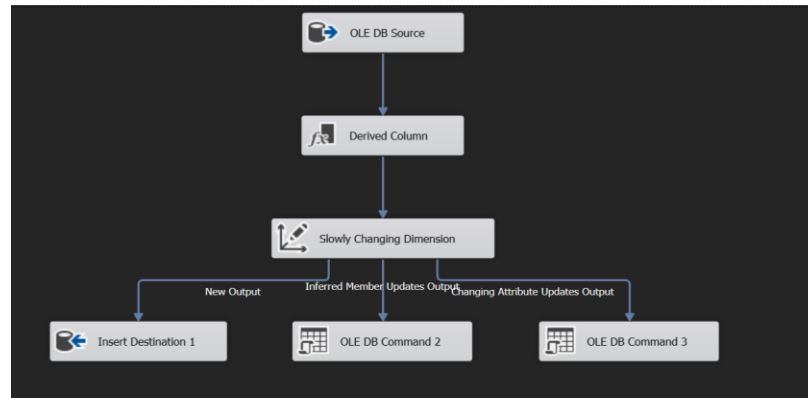 OLE DB Source
Derived Column
Slowly Changing Dimension
New Output
Inferred Member Updates Output
Changing Attribute Updates Output
Insert Destination 1
OLE DB Command 2
OLE DB Command 3